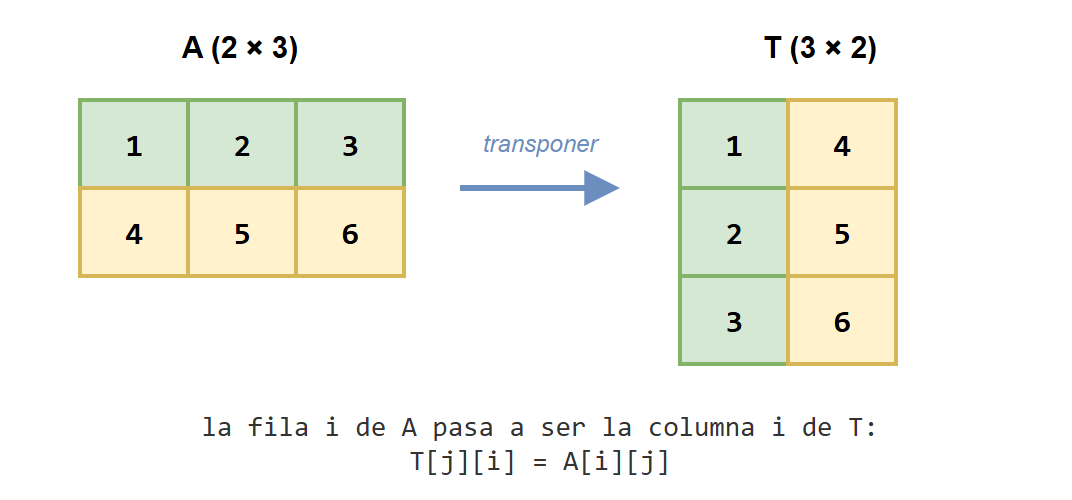 A (2 × 3)
T (3 × 2)
1 2 3
4 5 6
transponer
1 4
2 5
3 6
la fila i de A pasa a ser la columna i de T:
T[j][i] = A[i][j]